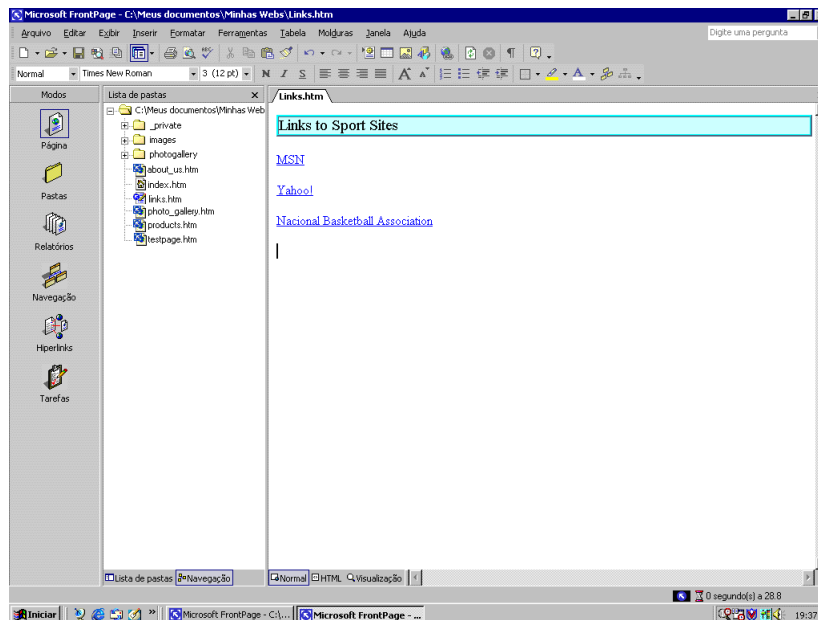 Microsoft FrontPage - C:\Meus documentos\Minhas Webs\Links.htm
Arquivo Editar Exibir Inserir Formatar Ferramentas Tabela Molduras Janela Ajuda Digite uma pergunta
Normal Times New Roman 3 (12 pt) N I S
Modos
Página
Pastas
Relatórios
Navegação
Hiperlinks
Tarefas
Lista de pastas
C:\Meus documentos\Minhas Web
_private
images
photogallery
about_us.htm
index.htm
links.htm
photo_gallery.htm
products.htm
testpage.htm
Links.htm
Links to Sport Sites
MSN
Yahoo!
Nacional Basketball Association
Lista de pastas Navegação Normal HTML Visualização
0 segundo(s) a 28.8
Iniciar Microsoft FrontPage - C:\... Microsoft FrontPage - ... 19:37